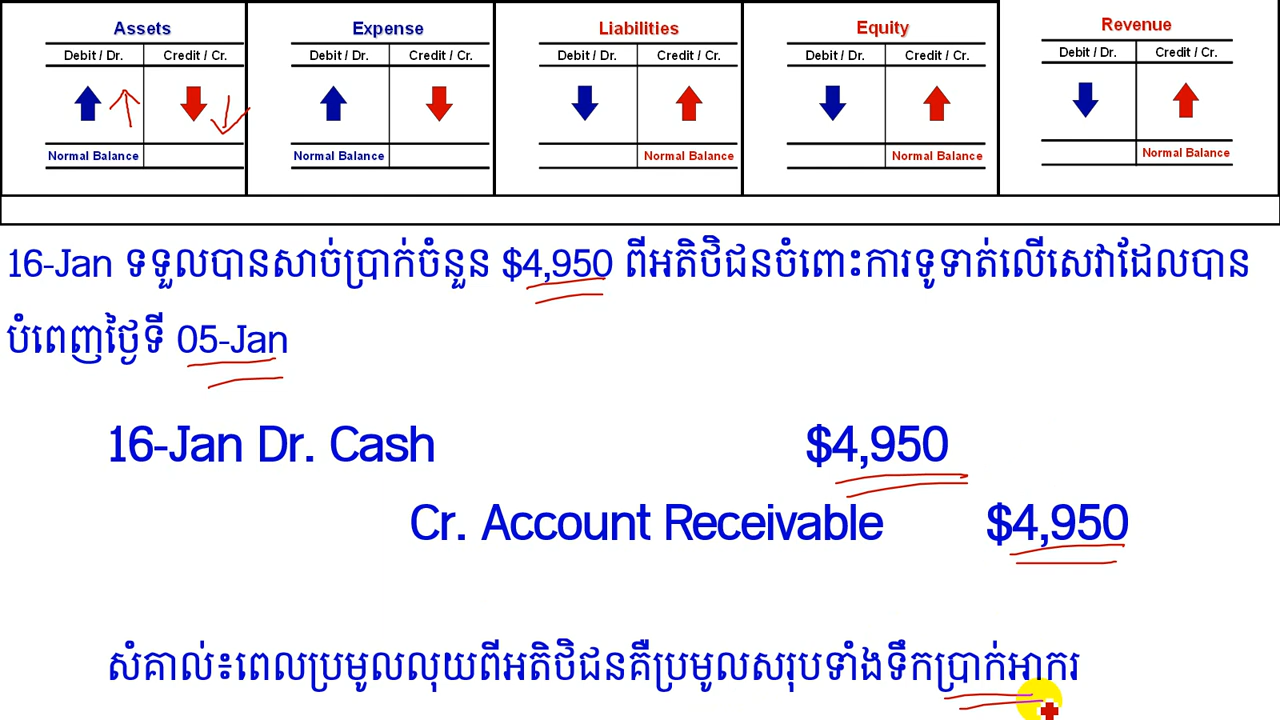 Assets Expense Liabilities Equity Revenue
Debit / Dr. Credit / Cr. Debit / Dr. Credit / Cr. Debit / Dr. Credit / Cr. Debit / Dr. Credit / Cr. Debit / Dr. Credit / Cr.
Normal Balance Normal Balance Normal Balance Normal Balance Normal Balance
16-Jan ទទួលបានសាច់ប្រាក់ចំនួន $4,950 ពីអតិថិជនចំពោះការទូទាត់លើសេវាដែលបាន
បំពេញថ្ងៃទី 05-Jan
16-Jan Dr. Cash $4,950
Cr. Account Receivable $4,950
សំគាល់៖ពេលប្រមូលលុយពីអតិថិជនគឺប្រមូលសរុបទាំងទឹកប្រាក់អាករ